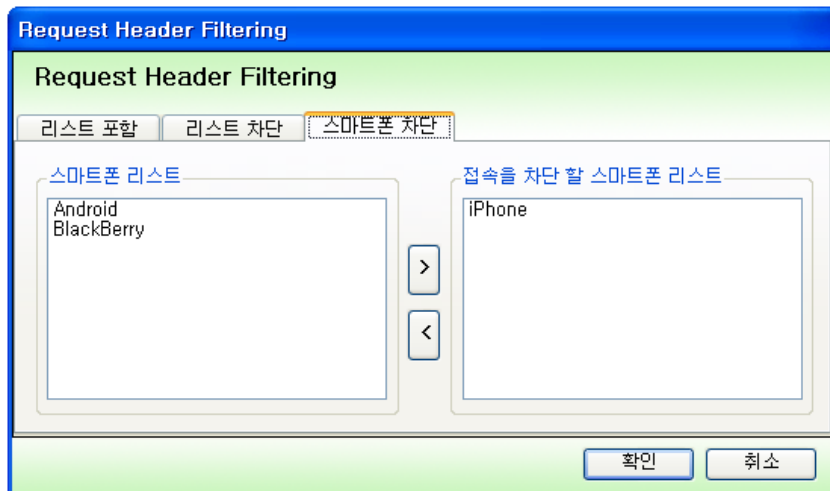 Request Header Filtering
Request Header Filtering
리스트 포함 리스트 차단 스마트폰 차단
스마트폰 리스트 접속을 차단 할 스마트폰 리스트
Android iPhone
BlackBerry
>
<
확인 취소